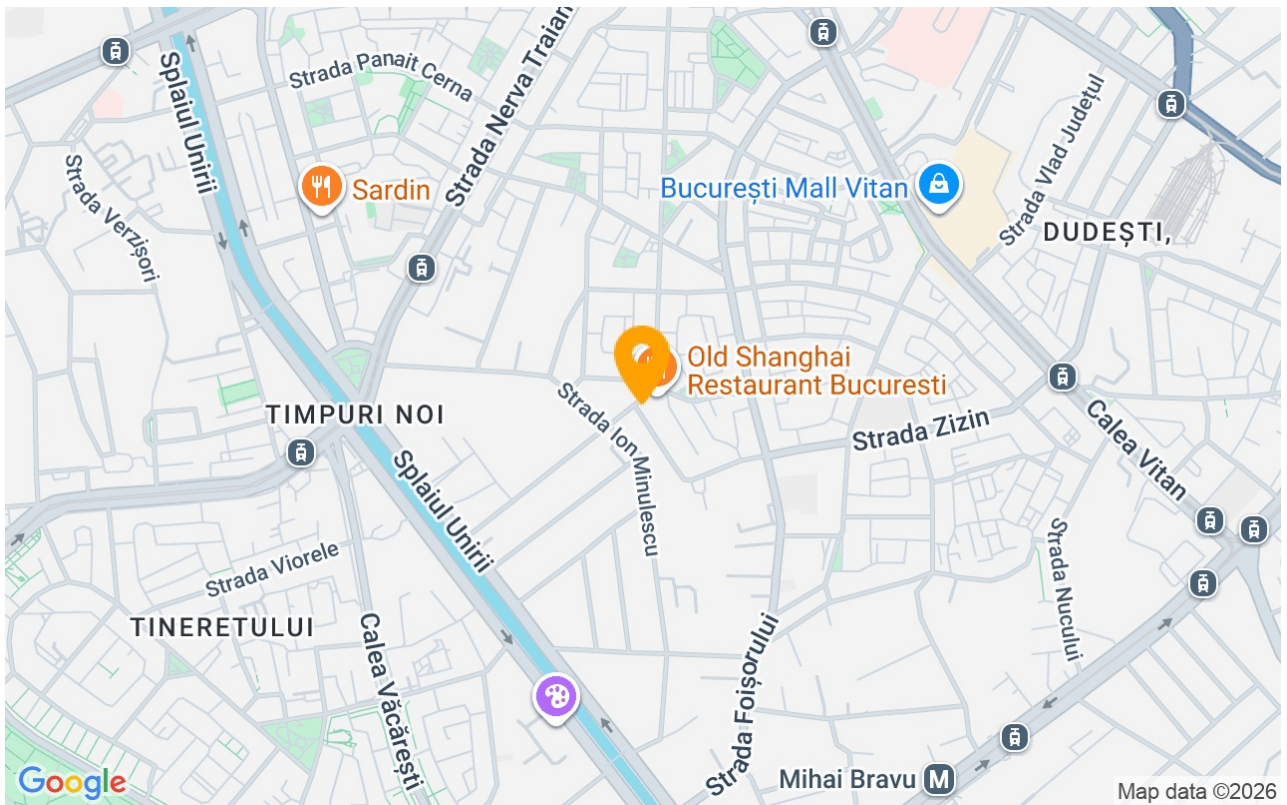 Splaiul Unirii
Strada Panait Cerna
Strada Nerva Traian
Strada Vlad Județul
Strada Verzișori
Sardin
București Mall Vitan
DUDEȘTI,
Old Shanghai
Restaurant Bucuresti
TIMPURI NOI
Strada Ion Minulescu
Strada Zizin
Calea Vitan
Splaiul Unirii
Strada Viorele
Strada Nucului
TINERETULUI
Calea Văcărești
Strada Foișorului
Mihai Bravu M
Google
Map data ©2026